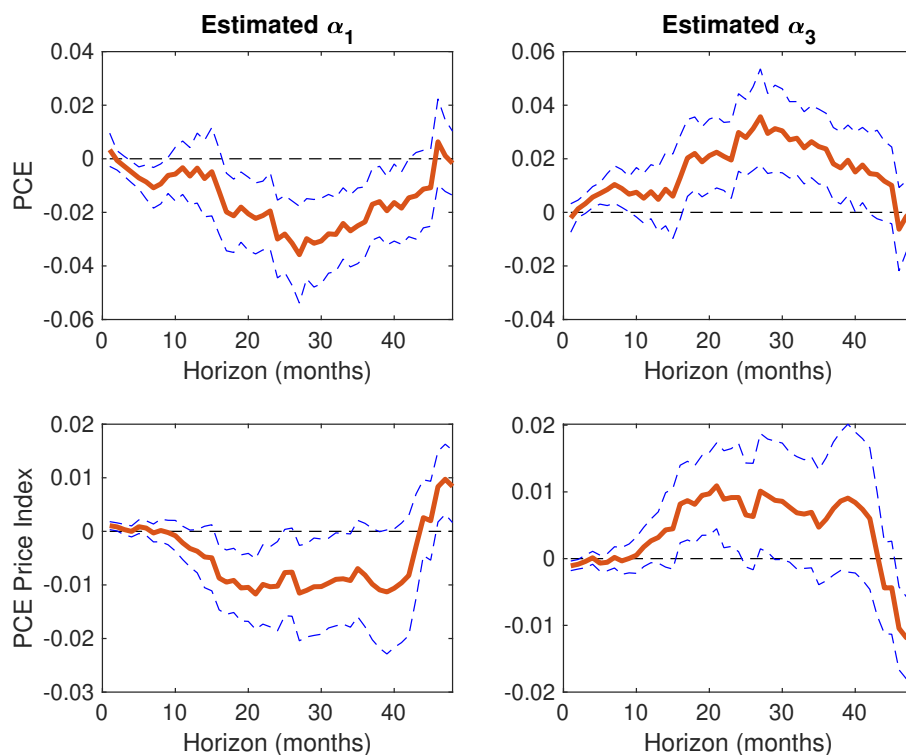 Estimated α1
PCE
0.04
0.02
0
-0.02
-0.04
-0.06
0 10 20 30 40
Horizon (months)
Estimated α3
0.06
0.04
0.02
0
-0.02
-0.04
0 10 20 30 40
Horizon (months)
PCE Price Index
0.02
0.01
0
-0.01
-0.02
-0.03
0 10 20 30 40
Horizon (months)
0.02
0.01
0
-0.01
-0.02
0 10 20 30 40
Horizon (months)